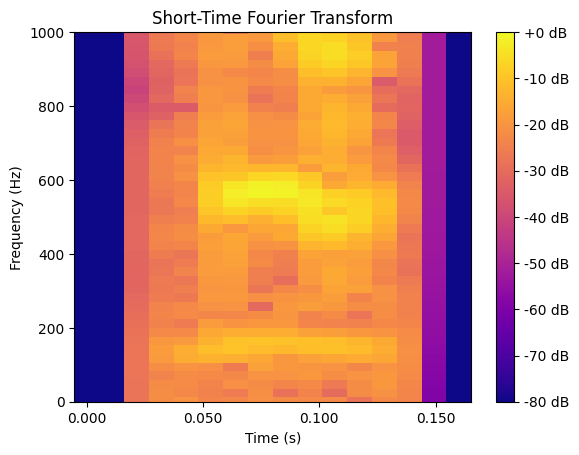 Short-Time Fourier Transform
1000
800
600
400
200
0
Frequency (Hz)
0.000
0.050
0.100
0.150
Time (s)
+0 dB
-10 dB
-20 dB
-30 dB
-40 dB
-50 dB
-60 dB
-70 dB
-80 dB